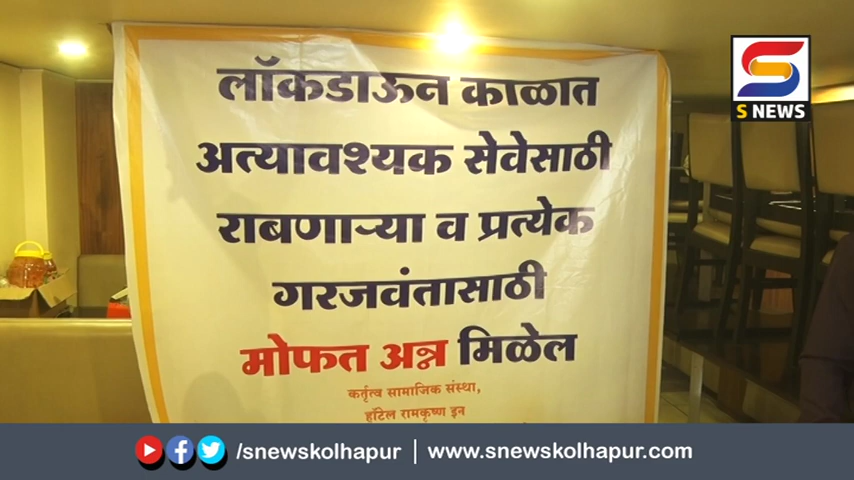 लॉकडाऊन काळात
अत्यावश्यक सेवेसाठी
राबणाऱ्या व प्रत्येक
गरजवंतासाठी
मोफत अन्न मिळेल
कर्तृत्व सामाजिक संस्था,
हॉटेल रामकृष्ण इन
S NEWS
/snewskolhapur | www.snewskolhapur.com